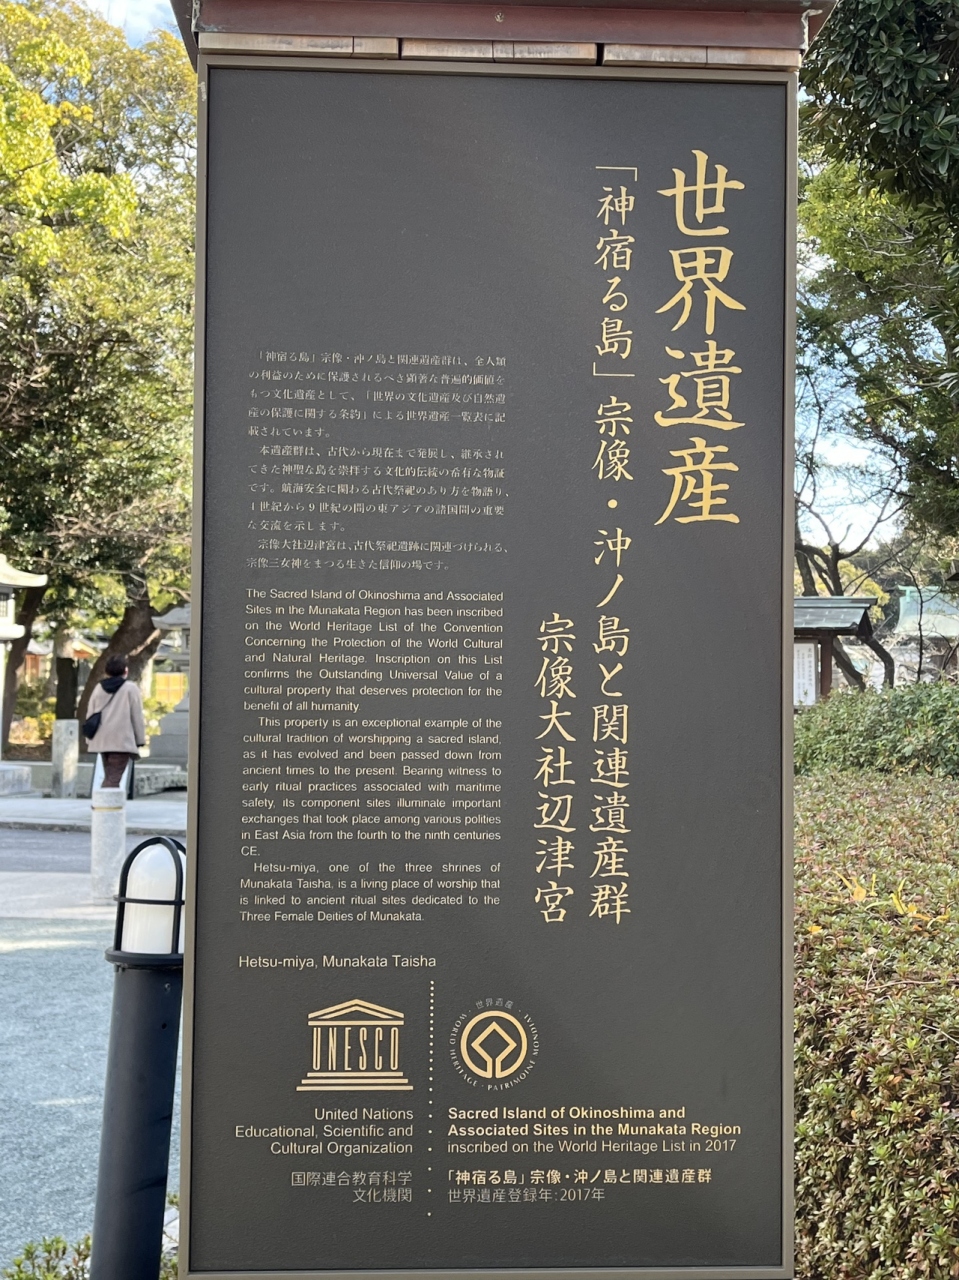 世界遺産
「神宿る島」宗像・沖ノ島と関連遺産群
宗像大社辺津宮
「神宿る島」宗像・沖ノ島と関連遺産群は、全人類
の利益のために保護されるべき顕著な普遍的価値を
もつ文化遺産として、「世界の文化遺産及び自然遺
産の保護に関する条約」による世界遺産一覧表に記
載されています。
本遺産群は、古代から現在まで発展し、継承され
てきた神聖な島を崇拝する文化的伝統の希有な物証
です。航海安全に関わる古代祭祀のあり方を物語り、
4世紀から9世紀の間の東アジアの諸国間の重要
な交流を示します。
宗像大社辺津宮は、古代祭祀遺跡に関連づけられる、
宗像三女神をまつる生きた信仰の場です。
The Sacred Island of Okinoshima and Associated
Sites in the Munakata Region has been inscribed
on the World Heritage List of the Convention
Concerning the Protection of the World Cultural
and Natural Heritage. Inscription on this List
confirms the Outstanding Universal Value of a
cultural property that deserves protection for the
benefit of all humanity.
This property is an exceptional example of the
cultural tradition of worshipping a sacred island,
as it has evolved and been passed down from
ancient times to the present. Bearing witness to
early ritual practices associated with maritime
safety, its component sites illuminate important
exchanges that took place among various polities
in East Asia from the fourth to the ninth centuries
CE.
Hetsu-miya, one of the three shrines of
Munakata Taisha, is a living place of worship that
is linked to ancient ritual sites dedicated to the
Three Female Deities of Munakata.
Hetsu-miya, Munakata Taisha
UNESCO
United Nations
Educational, Scientific and
Cultural Organization
国際連合教育科学
文化機関
・世界遺産・WORLD HERITAGE・PATRIMOINE MONDIAL
Sacred Island of Okinoshima and
Associated Sites in the Munakata Region
inscribed on the World Heritage List in 2017
「神宿る島」宗像・沖ノ島と関連遺産群
世界遺産登録年:2017年